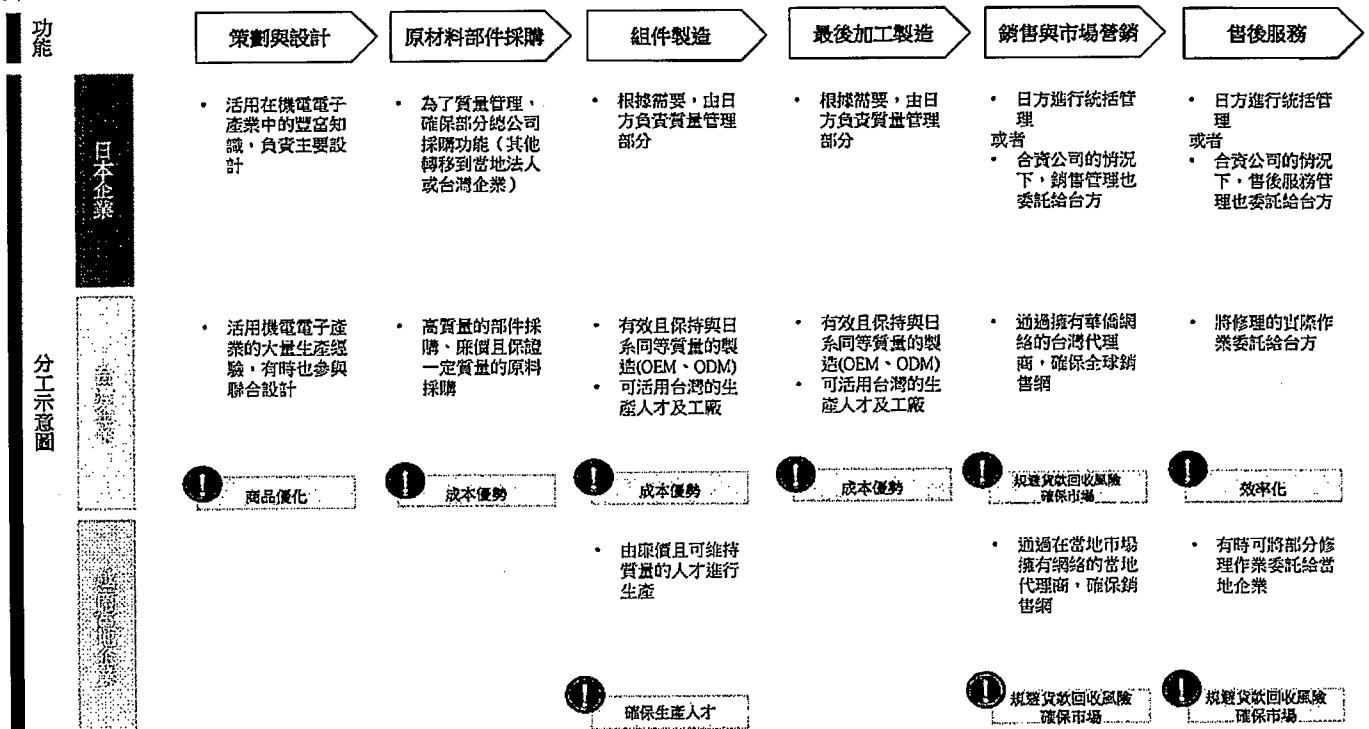 功能
策劃與設計
原材料部件採購
組件製造
最後加工製造
銷售與市場營銷
售後服務
分工示意圖
日本企業
• 活用在機電電子
產業中的豐富知
識,負責主要設
計
• 為了質量管理,
確保部分總公司
採購功能(其他
轉移到當地法人
或台灣企業)
• 根據需要,由日
方負責質量管理
部分
• 根據需要,由日
方負責質量管理
部分
• 日方進行統括管
理
或者
• 合資公司的情況
下,銷售管理也
委託給台方
• 日方進行統括管
理
或者
• 合資公司的情況
下,售後服務管
理也委託給台方
• 活用機電電子產
業的大量生產經
驗,有時也參與
聯合設計
• 高質量的部件採
購、廉價且保證
一定質量的原料
採購
• 有效且保持與日
系同等質量的製
造(OEM、ODM)
• 可活用台灣的生
產人才及工廠
• 有效且保持與日
系同等質量的製
造(OEM、ODM)
• 可活用台灣的生
產人才及工廠
• 通過擁有華僑網
絡的台灣代理
商,確保全球銷
售網
• 將修理的實際作
業委託給台方
! 商品優化
! 成本優勢
! 成本優勢
! 成本優勢
! 規避貨款回收風險
確保市場
! 效率化
• 由廉價且可維持
質量的人才進行
生產
• 通過在當地市場
擁有網絡的當地
代理商,確保銷
售網
• 有時可將部分修
理作業委託給當
地企業
! 確保生產人才
! 規避貨款回收風險
確保市場
! 規避貨款回收風險
確保市場